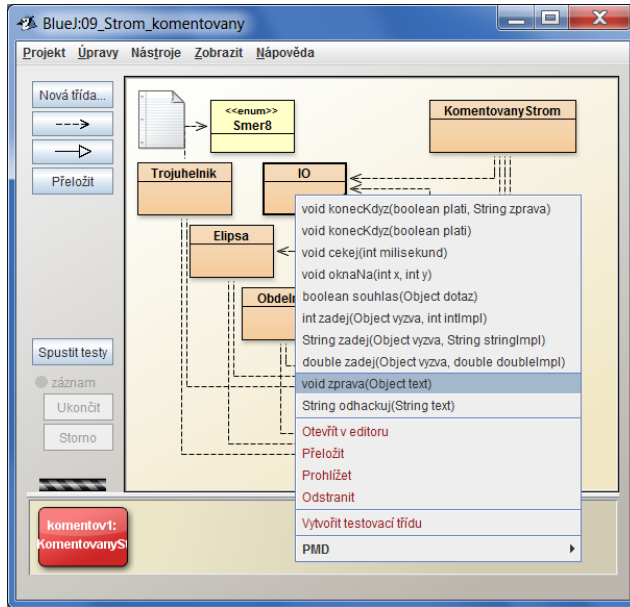 BlueJ:09_Strom_komentovany
Projekt Úpravy Nástroje Zobrazit Nápověda
Nová třída...
Přeložit
<<enum>>
Smer8
KomentovanyStrom
Trojuhelnik
IO
Elipsa
Obdeln
void konecKdyz(boolean plati, String zprava)
void konecKdyz(boolean plati)
void cekej(int milisekund)
void oknaNa(int x, int y)
boolean souhlas(Object dotaz)
int zadej(Object vyzva, int intImpl)
String zadej(Object vyzva, String stringImpl)
double zadej(Object vyzva, double doubleImpl)
void zprava(Object text)
String odhackuj(String text)
Otevřít v editoru
Přeložit
Prohlížet
Odstranit
Vytvořit testovací třídu
PMD
Spustit testy
záznam
Ukončit
Storno
komentov1:
KomentovanySt